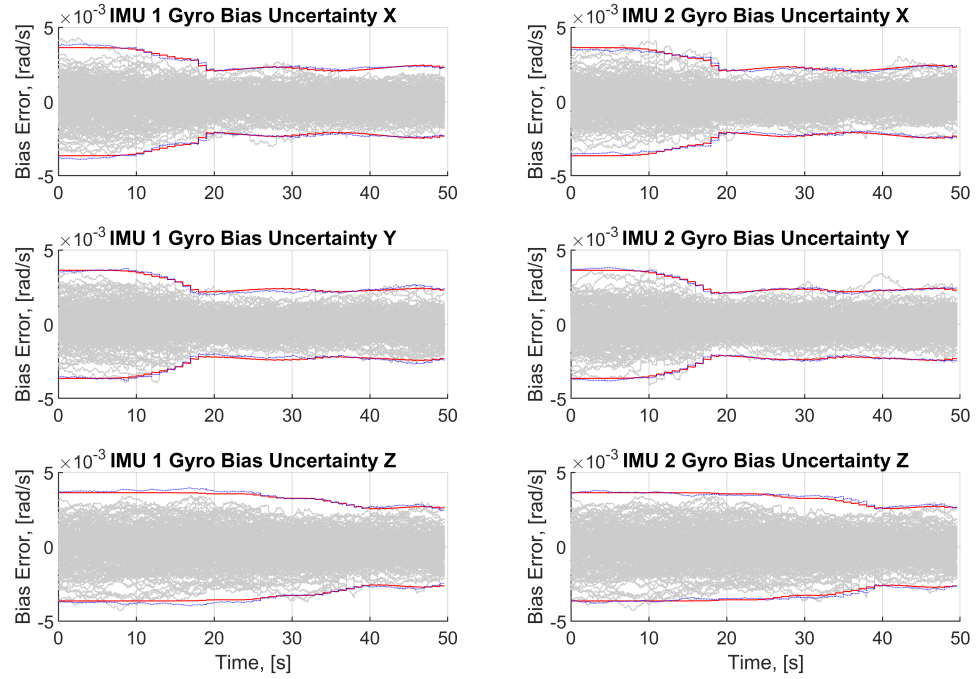 ×10⁻³ IMU 1 Gyro Bias Uncertainty X
5
0
-5
Bias Error, [rad/s]
0 10 20 30 40 50
×10⁻³ IMU 2 Gyro Bias Uncertainty X
5
0
-5
Bias Error, [rad/s]
0 10 20 30 40 50
×10⁻³ IMU 1 Gyro Bias Uncertainty Y
5
0
-5
Bias Error, [rad/s]
0 10 20 30 40 50
×10⁻³ IMU 2 Gyro Bias Uncertainty Y
5
0
-5
Bias Error, [rad/s]
0 10 20 30 40 50
×10⁻³ IMU 1 Gyro Bias Uncertainty Z
5
0
-5
Bias Error, [rad/s]
0 10 20 30 40 50
Time, [s]
×10⁻³ IMU 2 Gyro Bias Uncertainty Z
5
0
-5
Bias Error, [rad/s]
0 10 20 30 40 50
Time, [s]